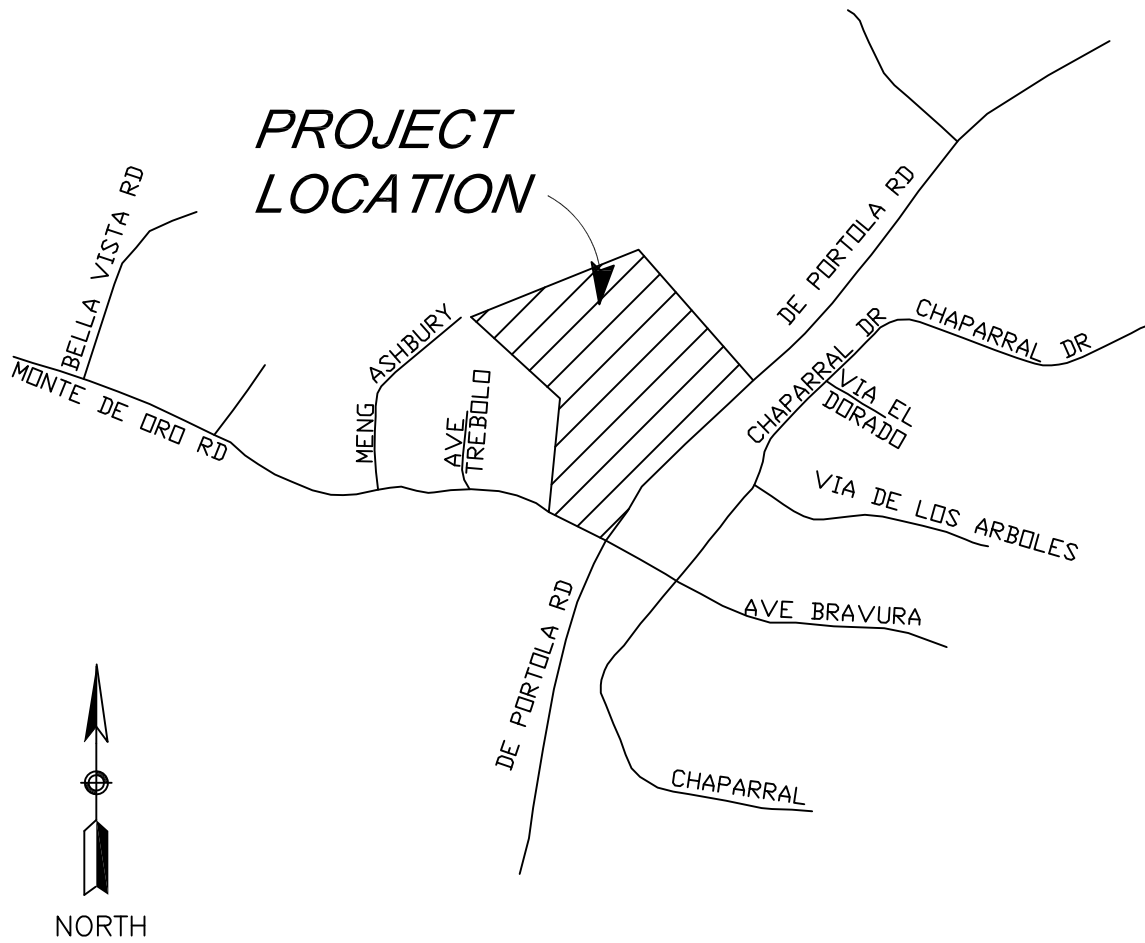 PROJECT
LOCATION
BELLA VISTA RD
MONTE DE ORO RD
ASHBURY
MENG
AVE
TREBOLO
DE PORTOLA RD
CHAPARRAL DR
CHAPARRAL DR
VIA EL
DORADO
VIA DE LOS ARBOLES
AVE BRAVURA
DE PORTOLA RD
CHAPARRAL
NORTH